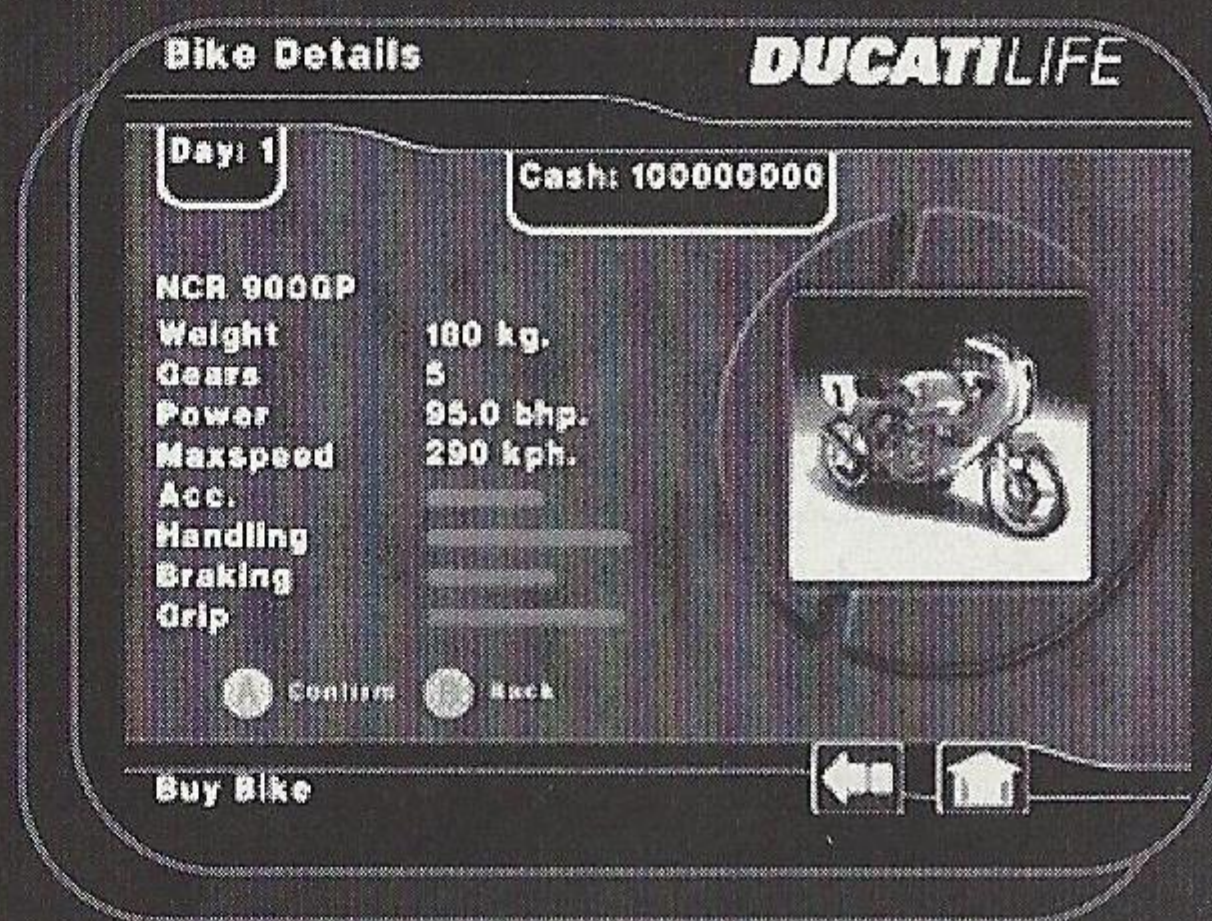 Bike Details
DUCATILIFE
Day: 1
Cash: 100000000
NCR 900GP
Weight 180 kg.
Gears 5
Power 95.0 bhp.
Maxspeed 290 kph.
Acc.
Handling
Braking
Grip
A Confirm B Back
Buy Bike